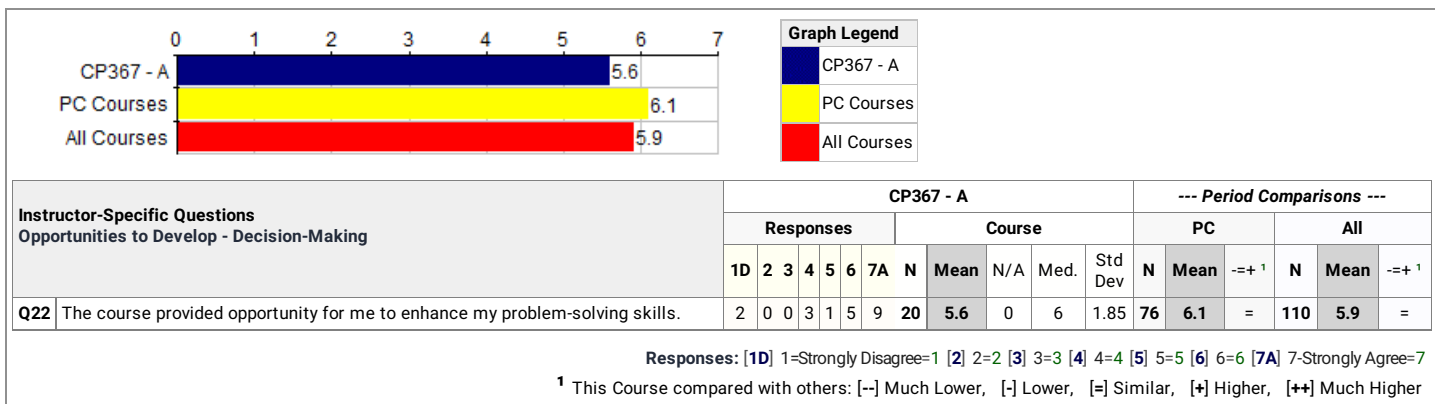 0 1 2 3 4 5 6 7
CP367 - A 5.6
PC Courses 6.1
All Courses 5.9
Graph Legend
CP367 - A
PC Courses
All Courses
Instructor-Specific Questions
Opportunities to Develop - Decision-Making
CP367 - A --- Period Comparisons ---
Responses Course PC All
1D 2 3 4 5 6 7A N Mean N/A Med. Std Dev N Mean -=+ ¹ N Mean -=+ ¹
Q22 The course provided opportunity for me to enhance my problem-solving skills. 2 0 0 3 1 5 9 20 5.6 0 6 1.85 76 6.1 = 110 5.9 =
Responses: [1D] 1=Strongly Disagree=1 [2] 2=2 [3] 3=3 [4] 4=4 [5] 5=5 [6] 6=6 [7A] 7-Strongly Agree=7
¹ This Course compared with others: [--] Much Lower, [-] Lower, [=] Similar, [+] Higher, [++] Much Higher